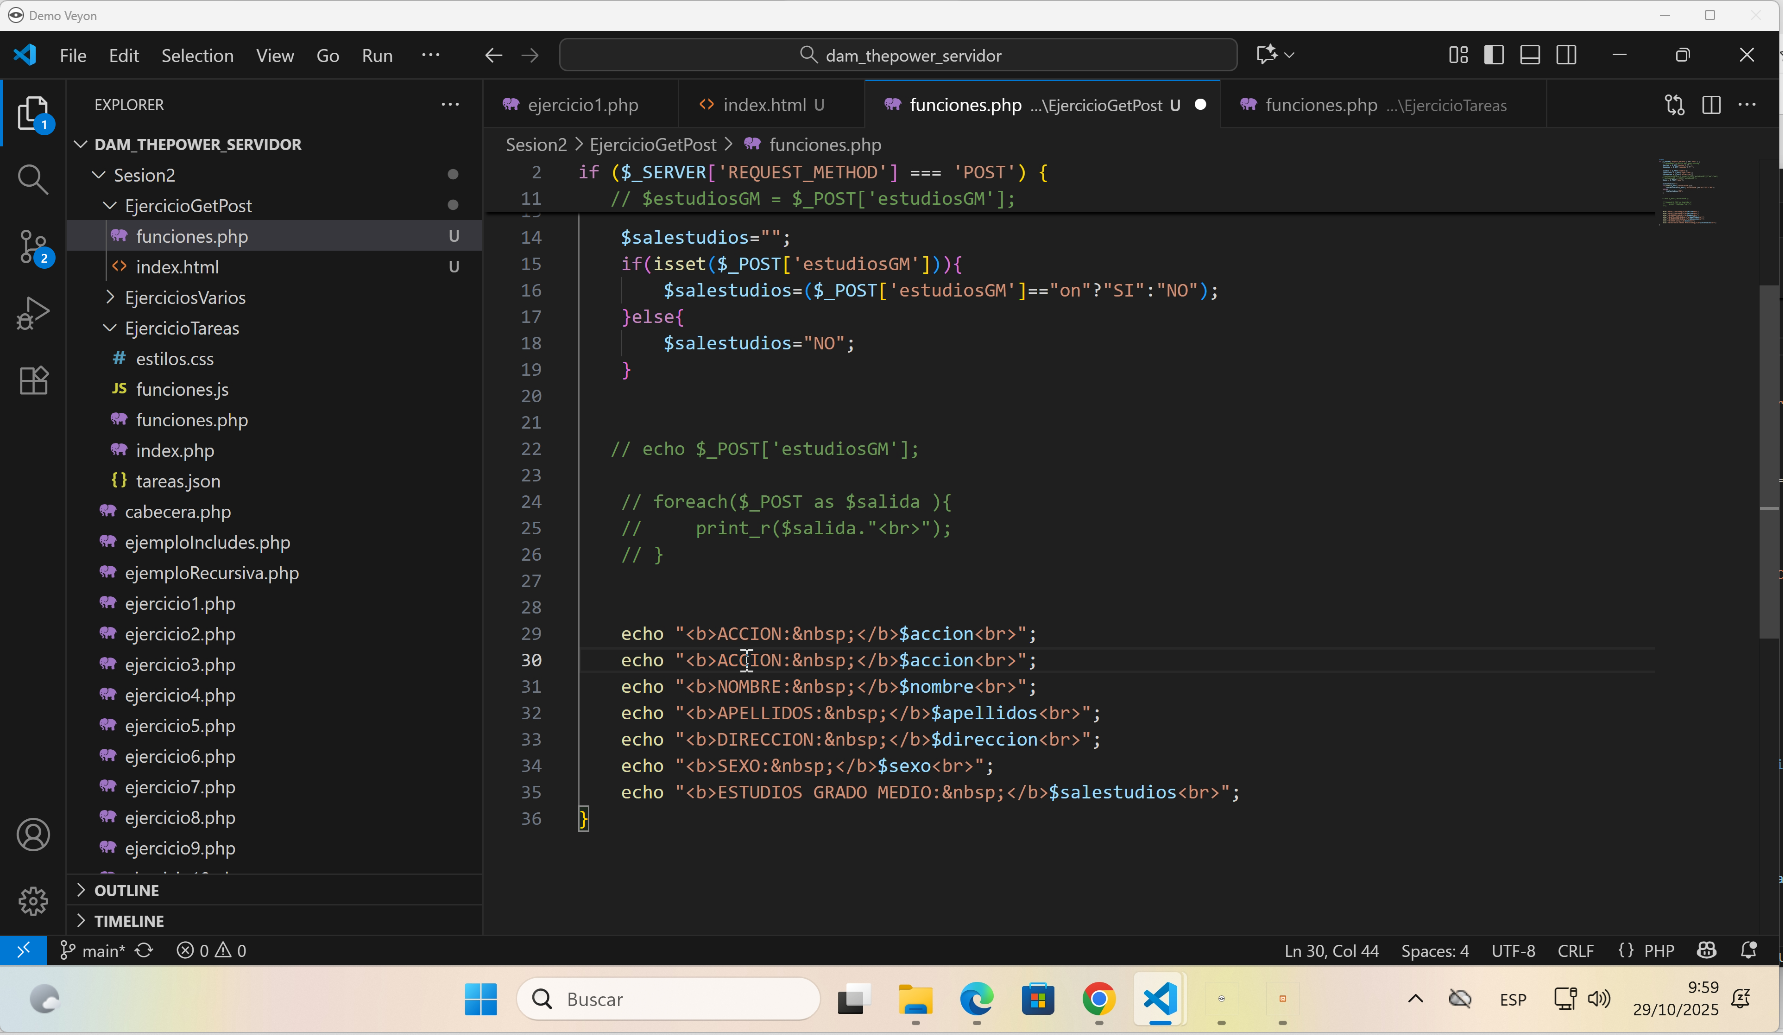 Demo Veyon
File Edit Selection View Go Run ··· dam_thepower_servidor
EXPLORER ···
ejercicio1.php index.html U funciones.php ...\EjercicioGetPost U funciones.php ...\EjercicioTareas ···
DAM_THEPOWER_SERVIDOR
Sesion2
EjercicioGetPost
funciones.php U
index.html U
EjerciciosVarios
EjercicioTareas
estilos.css
JS funciones.js
funciones.php
index.php
{} tareas.json
cabecera.php
ejemploIncludes.php
ejemploRecursiva.php
ejercicio1.php
ejercicio2.php
ejercicio3.php
ejercicio4.php
ejercicio5.php
ejercicio6.php
ejercicio7.php
ejercicio8.php
ejercicio9.php
OUTLINE
TIMELINE
1
2
Sesion2 > EjercicioGetPost > funciones.php
2 if ($_SERVER['REQUEST_METHOD'] === 'POST') {
11 // $estudiosGM = $_POST['estudiosGM'];
14 $salestudios="";
15 if(isset($_POST['estudiosGM'])){
16 $salestudios=($_POST['estudiosGM']=="on"?"SI":"NO");
17 }else{
18 $salestudios="NO";
19 }
20
21
22 // echo $_POST['estudiosGM'];
23
24 // foreach($_POST as $salida ){
25 //     print_r($salida."<br>");
26 // }
27
28
29 echo "<b>ACCION:&nbsp;</b>$accion<br>";
30 echo "<b>ACCION:&nbsp;</b>$accion<br>";
31 echo "<b>NOMBRE:&nbsp;</b>$nombre<br>";
32 echo "<b>APELLIDOS:&nbsp;</b>$apellidos<br>";
33 echo "<b>DIRECCION:&nbsp;</b>$direccion<br>";
34 echo "<b>SEXO:&nbsp;</b>$sexo<br>";
35 echo "<b>ESTUDIOS GRADO MEDIO:&nbsp;</b>$salestudios<br>";
36 }
main* 0 0 Ln 30, Col 44 Spaces: 4 UTF-8 CRLF {} PHP
Buscar ESP 9:59
29/10/2025